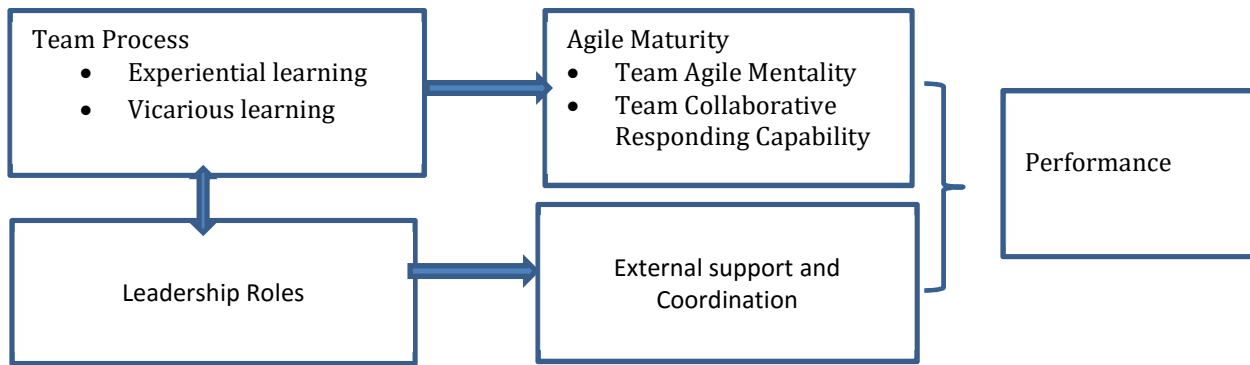 Team Process
• Experiential learning
• Vicarious learning
Agile Maturity
• Team Agile Mentality
• Team Collaborative
Responding Capability
Performance
Leadership Roles
External support and
Coordination